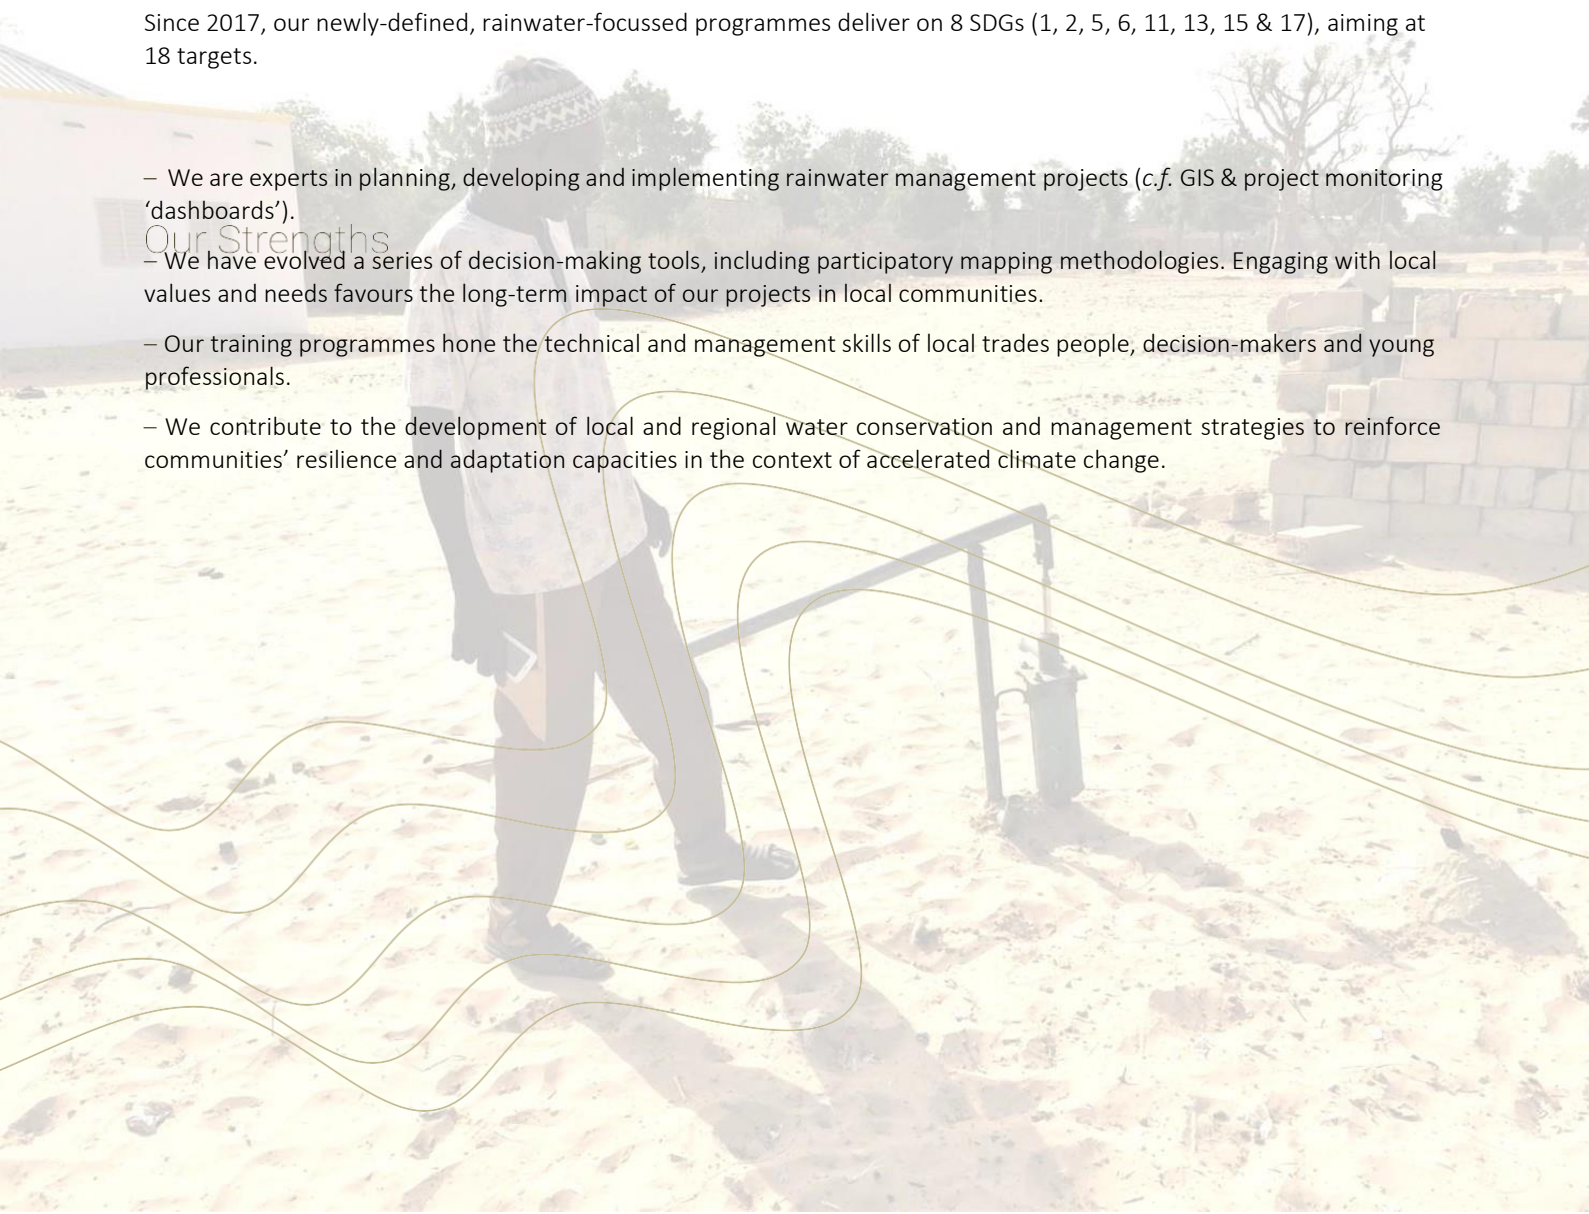 Since 2017, our newly-defined, rainwater-focussed programmes deliver on 8 SDGs (1, 2, 5, 6, 11, 13, 15 & 17), aiming at
18 targets.
– We are experts in planning, developing and implementing rainwater management projects (c.f. GIS & project monitoring
‘dashboards’).
Our Strengths
– We have evolved a series of decision-making tools, including participatory mapping methodologies. Engaging with local
values and needs favours the long-term impact of our projects in local communities.
– Our training programmes hone the technical and management skills of local trades people, decision-makers and young
professionals.
– We contribute to the development of local and regional water conservation and management strategies to reinforce
communities’ resilience and adaptation capacities in the context of accelerated climate change.